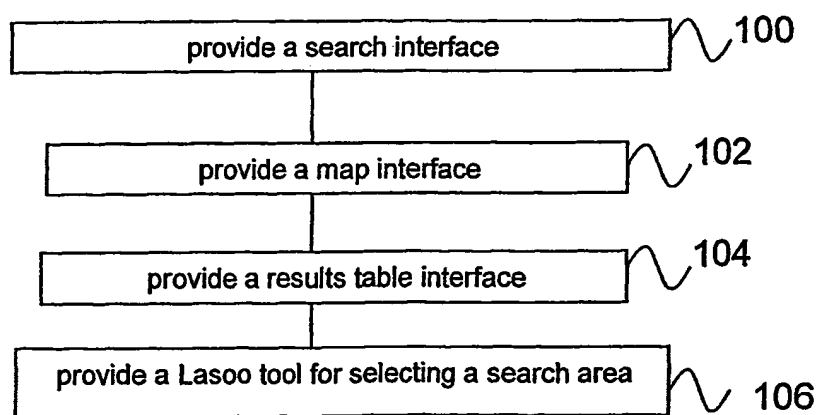 provide a search interface 100
provide a map interface 102
provide a results table interface 104
provide a Lasoo tool for selecting a search area 106